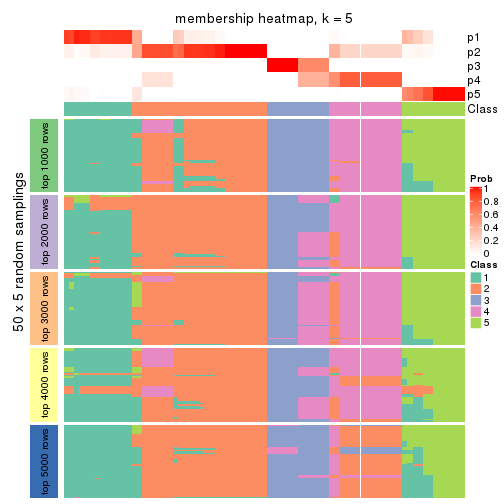 membership heatmap, k = 5
p1
p2
p3
p4
p5
Class
50 x 5 random samplings
top 1000 rows
top 2000 rows
top 3000 rows
top 4000 rows
top 5000 rows
Prob
1
0.8
0.6
0.4
0.2
0
Class
1
2
3
4
5